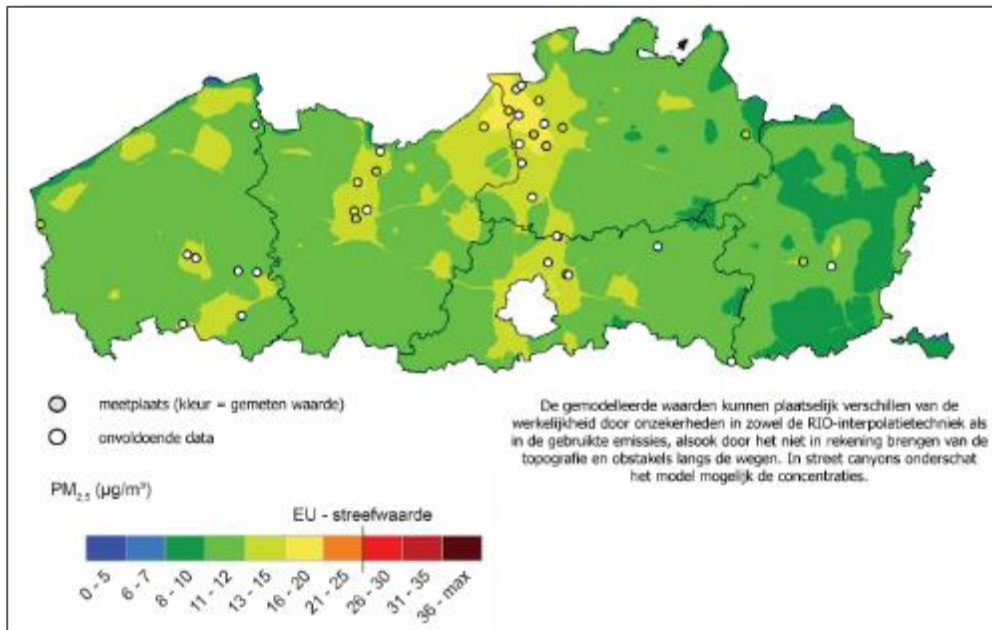 meetplaats (kleur = gemeten waarde)
onvoldoende data
De gemodelleerde waarden kunnen plaatselijk verschillen van de
werkelijkheid door onzekerheden in zowel de RIO-interpolatietechniek als
in de gebruikte emissies, alsook door het niet in rekening brengen van de
topografie en obstakels langs de wegen. In street canyons onderschat
het model mogelijk de concentraties.
PM2,5 (µg/m³)
EU - streefwaarde
0 - 5
6 - 7
8 - 10
11 - 12
13 - 15
16 - 20
21 - 25
26 - 30
31 - 35
36 - max